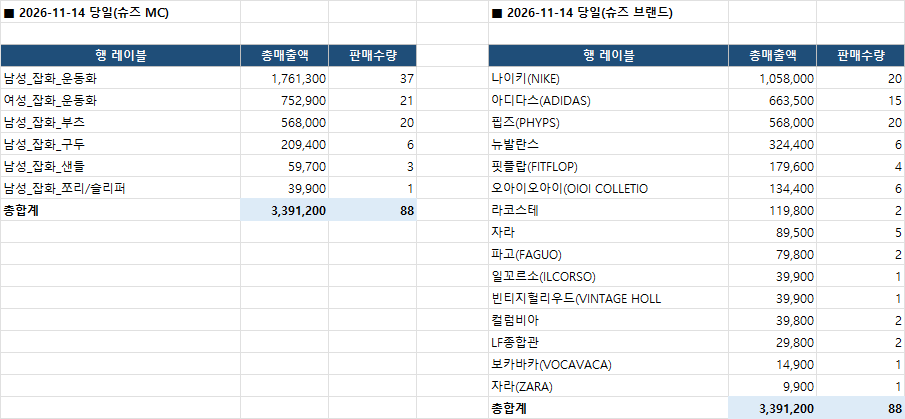 ■ 2026-11-14 당일(슈즈 MC)
행 레이블 총매출액 판매수량
남성_잡화_운동화 1,761,300 37
여성_잡화_운동화 752,900 21
남성_잡화_부츠 568,000 20
남성_잡화_구두 209,400 6
남성_잡화_샌들 59,700 3
남성_잡화_쪼리/슬리퍼 39,900 1
총합계 3,391,200 88
■ 2026-11-14 당일(슈즈 브랜드)
행 레이블 총매출액 판매수량
나이키(NIKE) 1,058,000 20
아디다스(ADIDAS) 663,500 15
핍즈(PHYPS) 568,000 20
뉴발란스 324,400 6
핏플랍(FITFLOP) 179,600 4
오아이오아이(OIOI COLLETIO 134,400 6
라코스테 119,800 2
자라 89,500 5
파고(FAGUO) 79,800 2
일꼬르소(ILCORSO) 39,900 1
빈티지헐리우드(VINTAGE HOLL 39,900 1
컬럼비아 39,800 2
LF종합관 29,800 2
보카바카(VOCAVACA) 14,900 1
자라(ZARA) 9,900 1
총합계 3,391,200 88